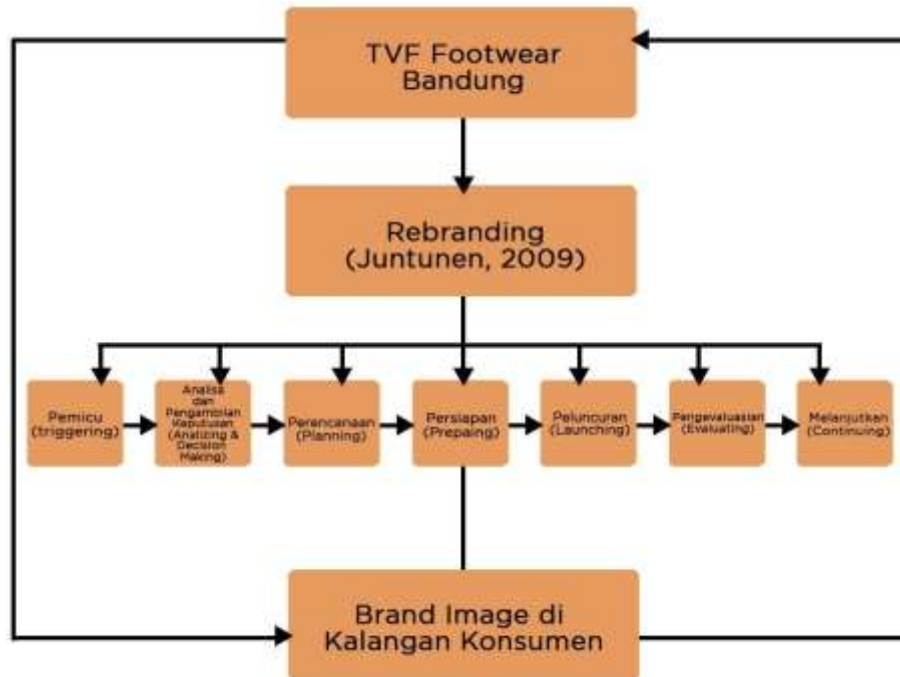 TVF Footwear
Bandung
Rebranding
(Juntunen, 2009)
Pemicu
(triggering)
Analisa
dan
Pengambilan
Keputusan
(Analizing &
Decision
Making)
Perencanaan
(Planning)
Persiapan
(Prepaing)
Peluncuran
(Launching)
Pengevaluasian
(Evaluating)
Melanjutkan
(Continuing)
Brand Image di
Kalangan Konsumen